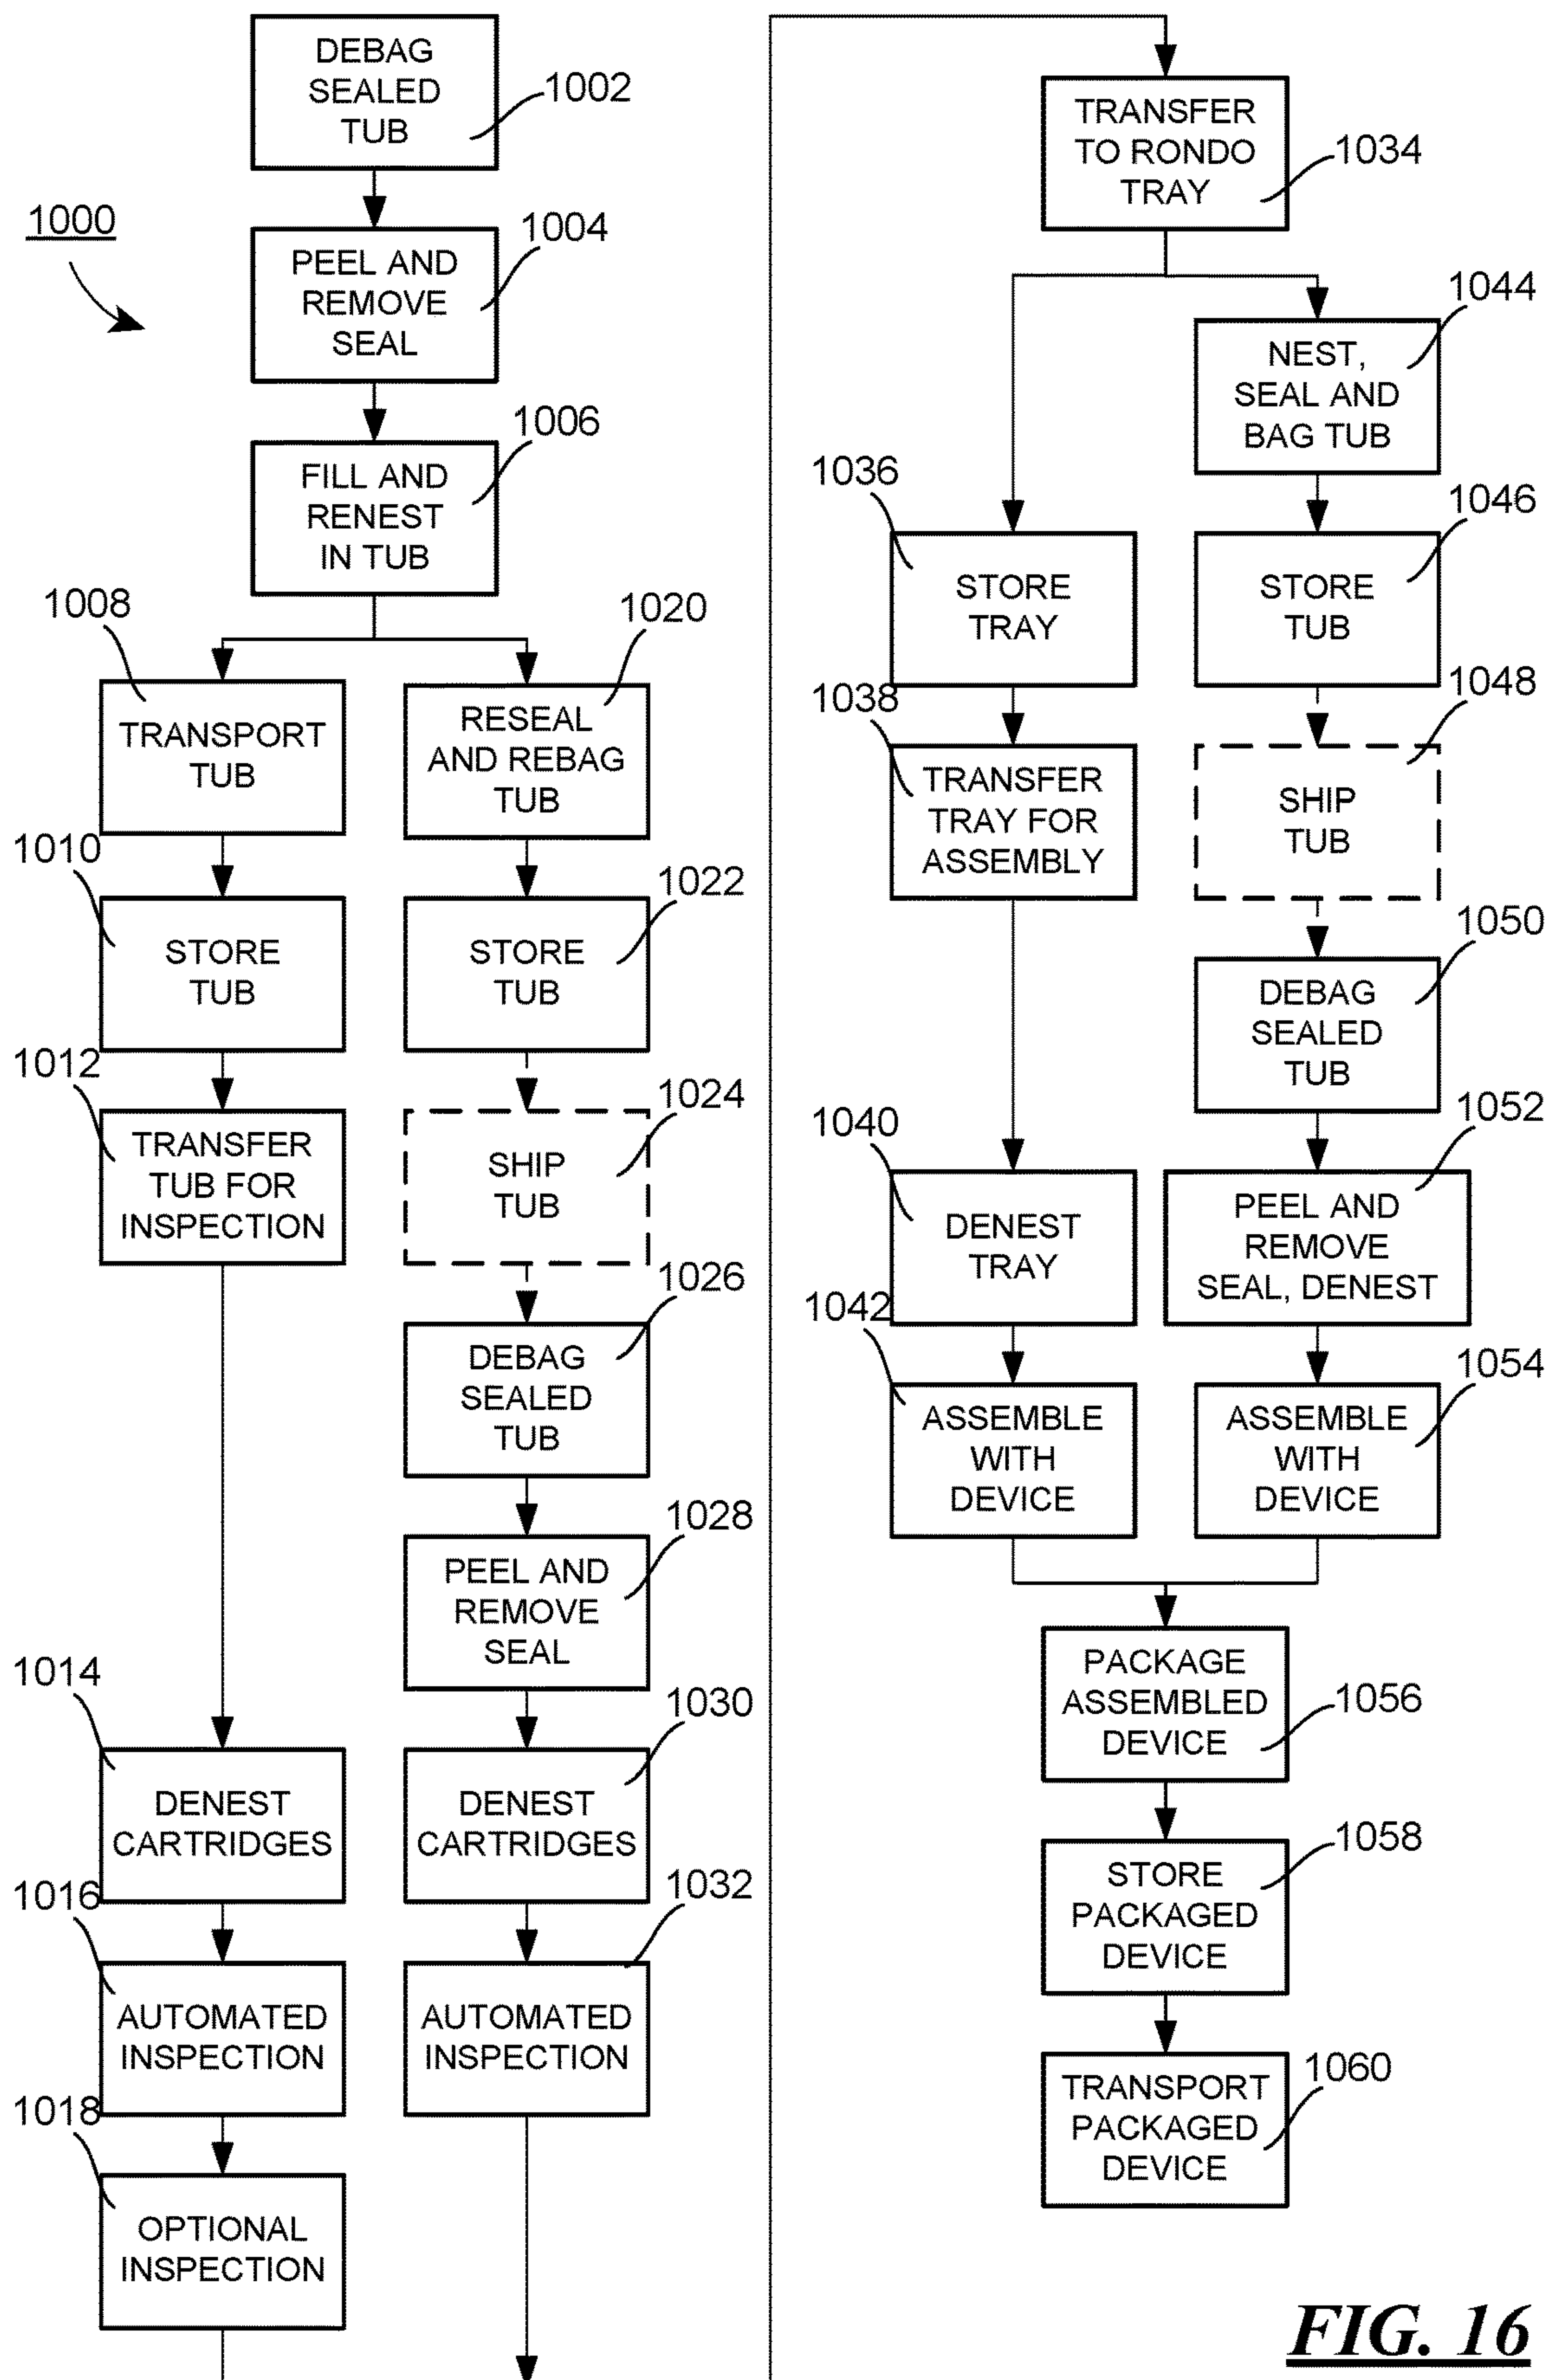 1000
DEBAG
SEALED
TUB
1002
PEEL AND
REMOVE
SEAL
1004
FILL AND
RENEST
IN TUB
1006
1008
TRANSPORT
TUB
1010
STORE
TUB
1012
TRANSFER
TUB FOR
INSPECTION
1014
DENEST
CARTRIDGES
1016
AUTOMATED
INSPECTION
1018
OPTIONAL
INSPECTION
1020
RESEAL
AND REBAG
TUB
1022
STORE
TUB
1024
SHIP
TUB
1026
DEBAG
SEALED
TUB
1028
PEEL AND
REMOVE
SEAL
1030
DENEST
CARTRIDGES
1032
AUTOMATED
INSPECTION
TRANSFER
TO RONDO
TRAY
1034
1036
STORE
TRAY
1038
TRANSFER
TRAY FOR
ASSEMBLY
1040
DENEST
TRAY
1042
ASSEMBLE
WITH
DEVICE
1044
NEST,
SEAL AND
BAG TUB
1046
STORE
TUB
1048
SHIP
TUB
1050
DEBAG
SEALED
TUB
1052
PEEL AND
REMOVE
SEAL, DENEST
1054
ASSEMBLE
WITH
DEVICE
PACKAGE
ASSEMBLED
DEVICE
1056
STORE
PACKAGED
DEVICE
1058
TRANSPORT
PACKAGED
DEVICE
1060
FIG. 16